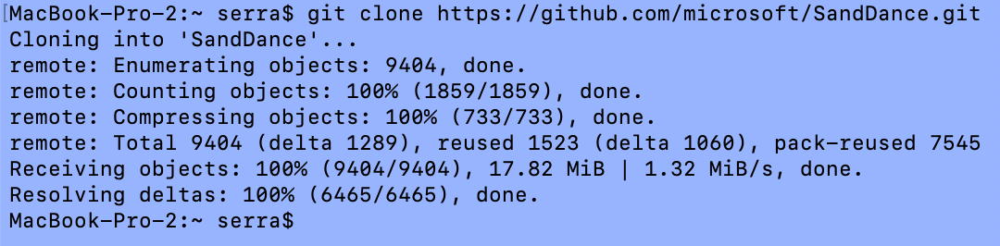 [MacBook-Pro-2:~ serra$ git clone https://github.com/microsoft/SandDance.git
Cloning into 'SandDance'...
remote: Enumerating objects: 9404, done.
remote: Counting objects: 100% (1859/1859), done.
remote: Compressing objects: 100% (733/733), done.
remote: Total 9404 (delta 1289), reused 1523 (delta 1060), pack-reused 7545
Receiving objects: 100% (9404/9404), 17.82 MiB | 1.32 MiB/s, done.
Resolving deltas: 100% (6465/6465), done.
MacBook-Pro-2:~ serra$